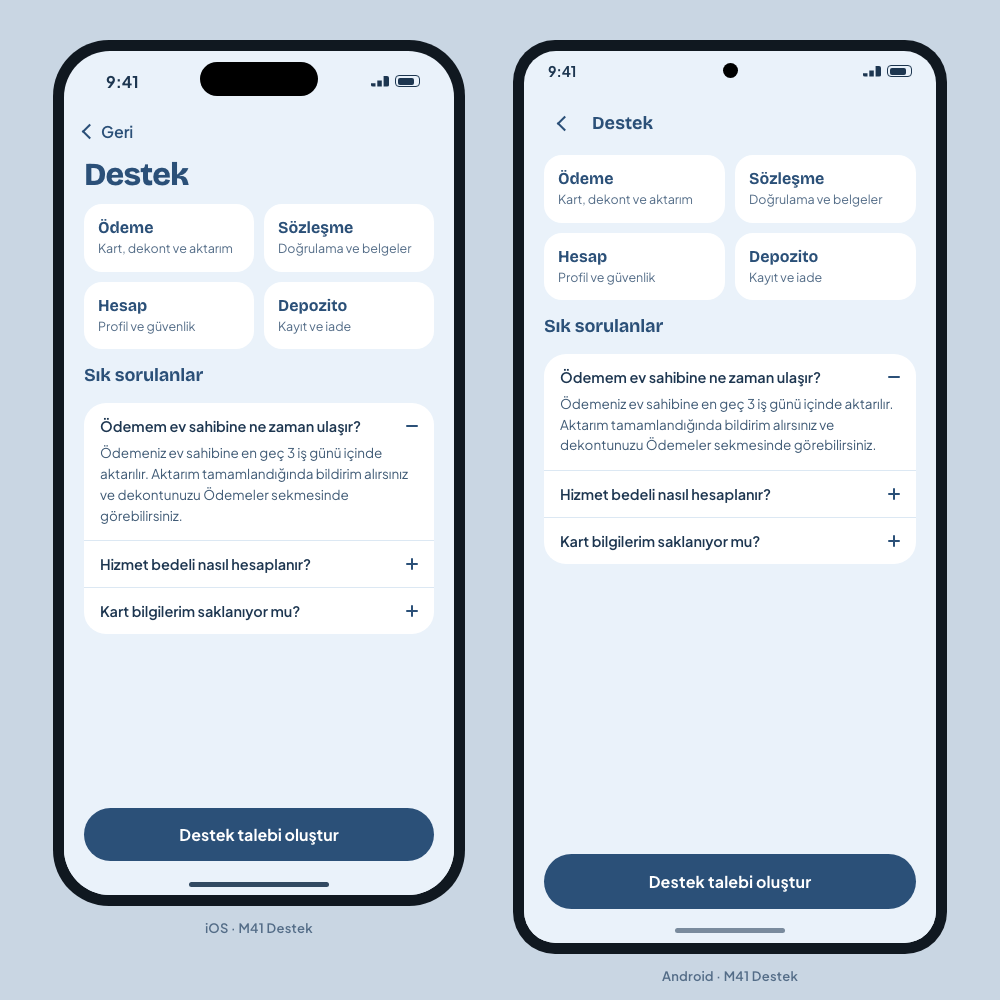 9:41
Geri
Destek
Ödeme
Kart, dekont ve aktarım
Sözleşme
Doğrulama ve belgeler
Hesap
Profil ve güvenlik
Depozito
Kayıt ve iade
Sık sorulanlar
Ödemem ev sahibine ne zaman ulaşır?
Ödemeniz ev sahibine en geç 3 iş günü içinde
aktarılır. Aktarım tamamlandığında bildirim alırsınız
ve dekontunuzu Ödemeler sekmesinde
görebilirsiniz.
Hizmet bedeli nasıl hesaplanır?
Kart bilgilerim saklanıyor mu?
Destek talebi oluştur
iOS · M41 Destek
9:41
Destek
Ödeme
Kart, dekont ve aktarım
Sözleşme
Doğrulama ve belgeler
Hesap
Profil ve güvenlik
Depozito
Kayıt ve iade
Sık sorulanlar
Ödemem ev sahibine ne zaman ulaşır?
Ödemeniz ev sahibine en geç 3 iş günü içinde aktarılır.
Aktarım tamamlandığında bildirim alırsınız ve
dekontunuzu Ödemeler sekmesinde görebilirsiniz.
Hizmet bedeli nasıl hesaplanır?
Kart bilgilerim saklanıyor mu?
Destek talebi oluştur
Android · M41 Destek